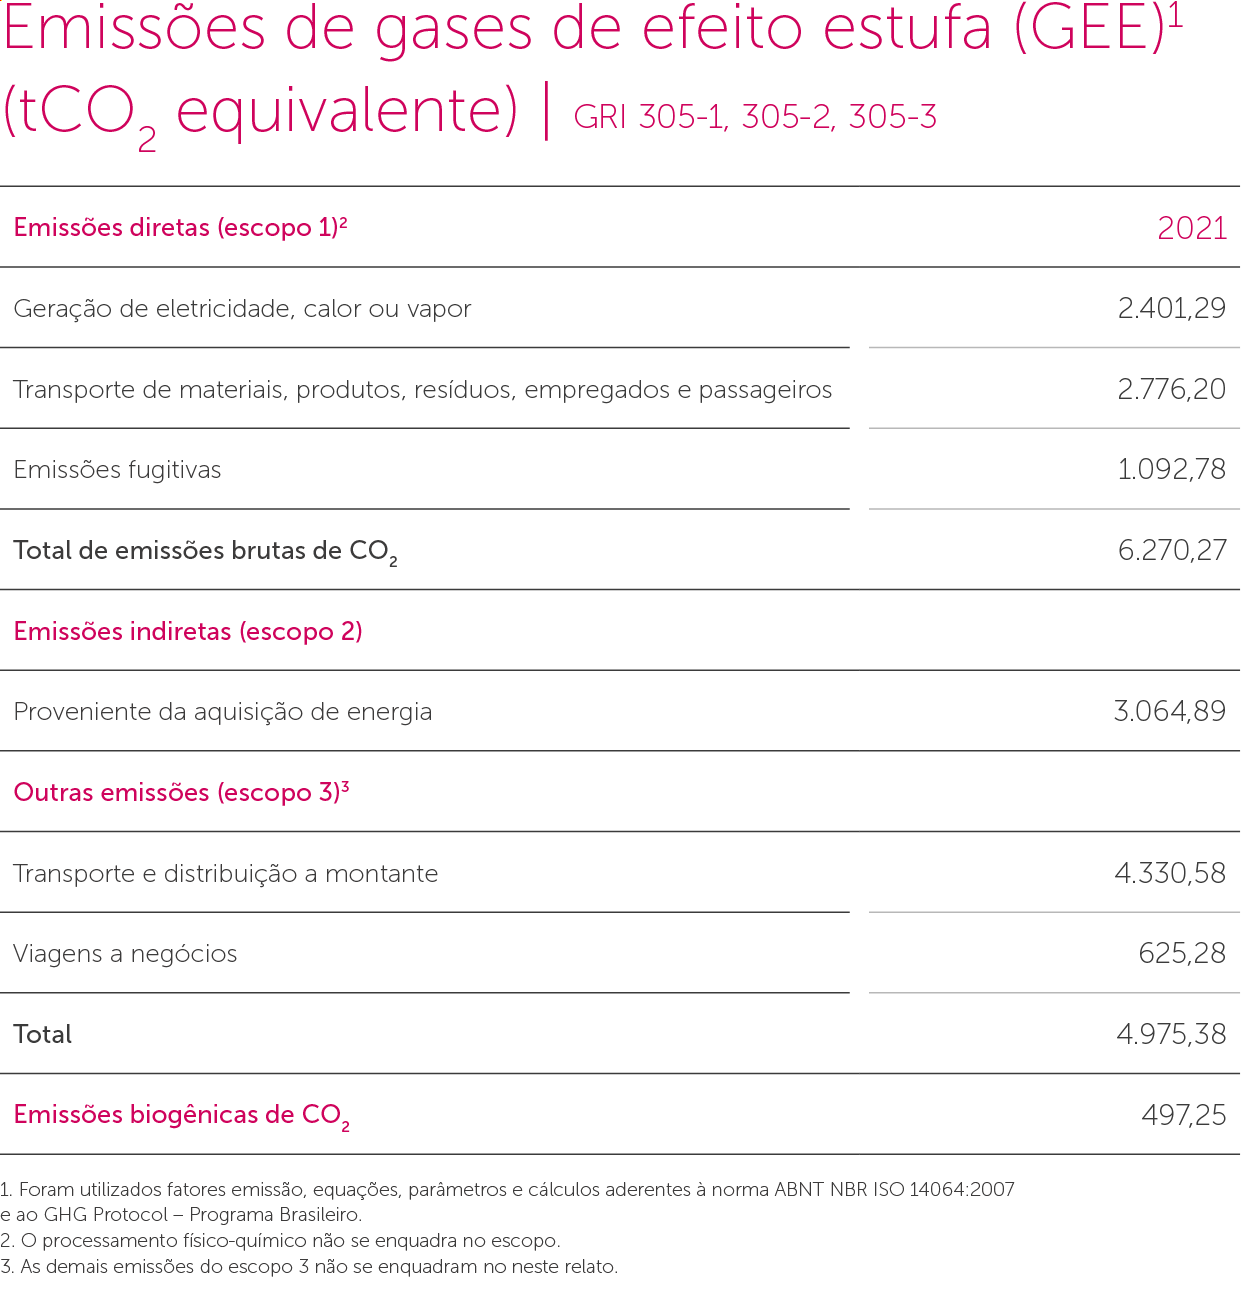 Emissões de gases de efeito estufa (GEE)¹
(tCO₂ equivalente) | GRI 305-1, 305-2, 305-3
Emissões diretas (escopo 1)² 2021
Geração de eletricidade, calor ou vapor 2.401,29
Transporte de materiais, produtos, resíduos, empregados e passageiros 2.776,20
Emissões fugitivas 1.092,78
Total de emissões brutas de CO₂ 6.270,27
Emissões indiretas (escopo 2)
Proveniente da aquisição de energia 3.064,89
Outras emissões (escopo 3)³
Transporte e distribuição a montante 4.330,58
Viagens a negócios 625,28
Total 4.975,38
Emissões biogênicas de CO₂ 497,25
1. Foram utilizados fatores emissão, equações, parâmetros e cálculos aderentes à norma ABNT NBR ISO 14064:2007
e ao GHG Protocol – Programa Brasileiro.
2. O processamento físico-químico não se enquadra no escopo.
3. As demais emissões do escopo 3 não se enquadram no neste relato.